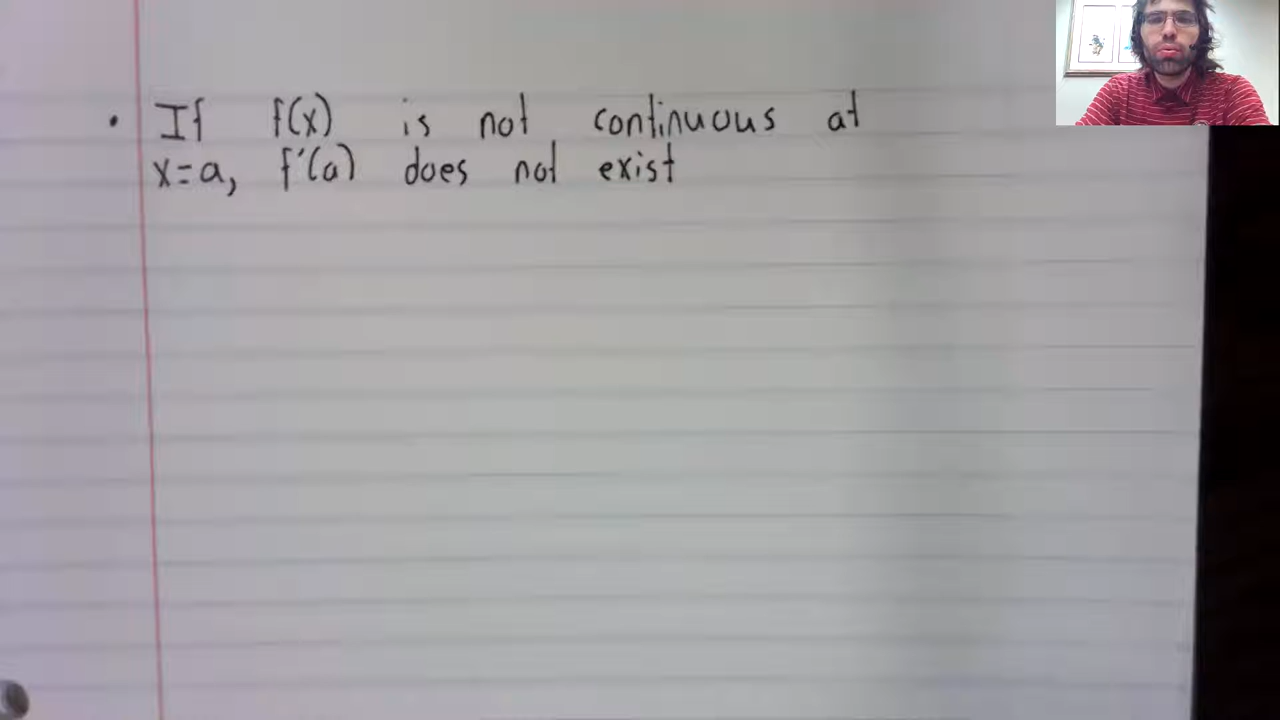 • If f(x) is not continuous at
x=a, f'(a) does not exist